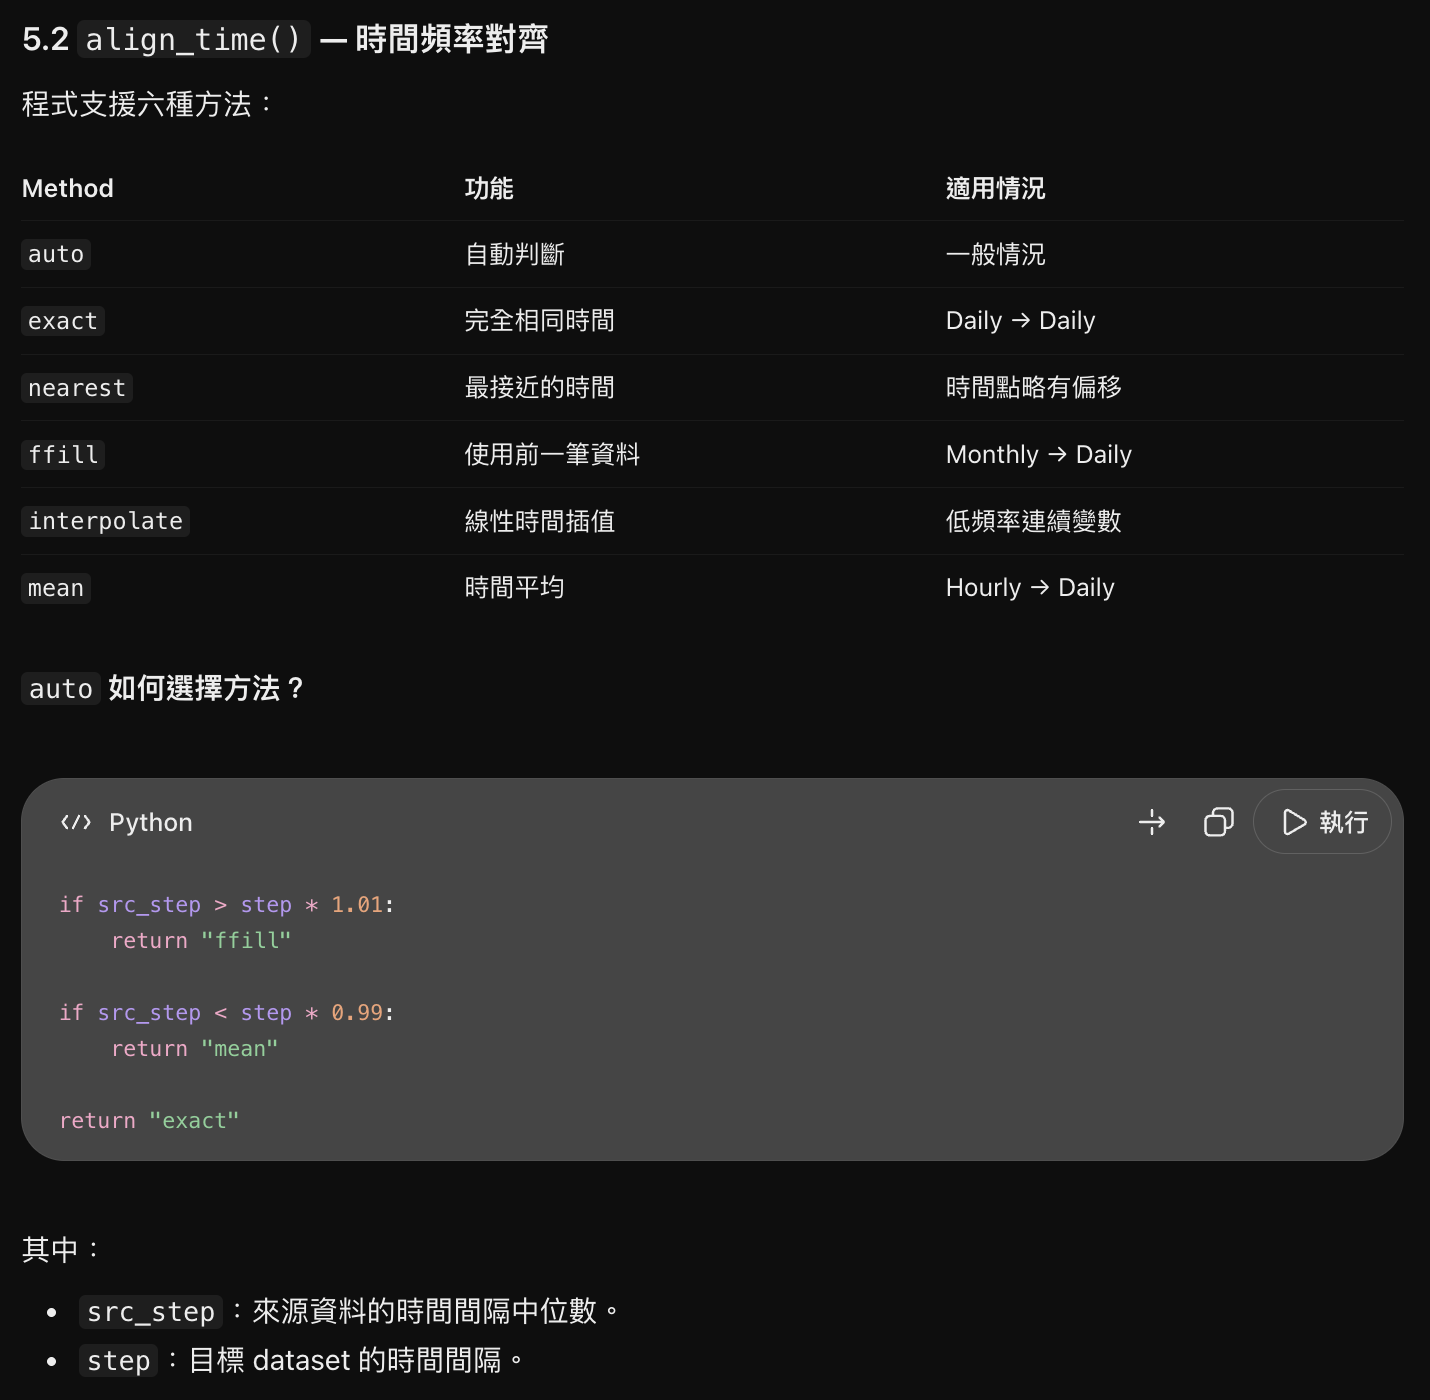 5.2 align_time() — 時間頻率對齊
程式支援六種方法：
Method 功能 適用情況
auto 自動判斷 一般情況
exact 完全相同時間 Daily → Daily
nearest 最接近的時間 時間點略有偏移
ffill 使用前一筆資料 Monthly → Daily
interpolate 線性時間插值 低頻率連續變數
mean 時間平均 Hourly → Daily
auto 如何選擇方法？
Python 執行
if src_step > step * 1.01:
    return "ffill"
if src_step < step * 0.99:
    return "mean"
return "exact"
其中：
• src_step：來源資料的時間間隔中位數。
• step：目標 dataset 的時間間隔。